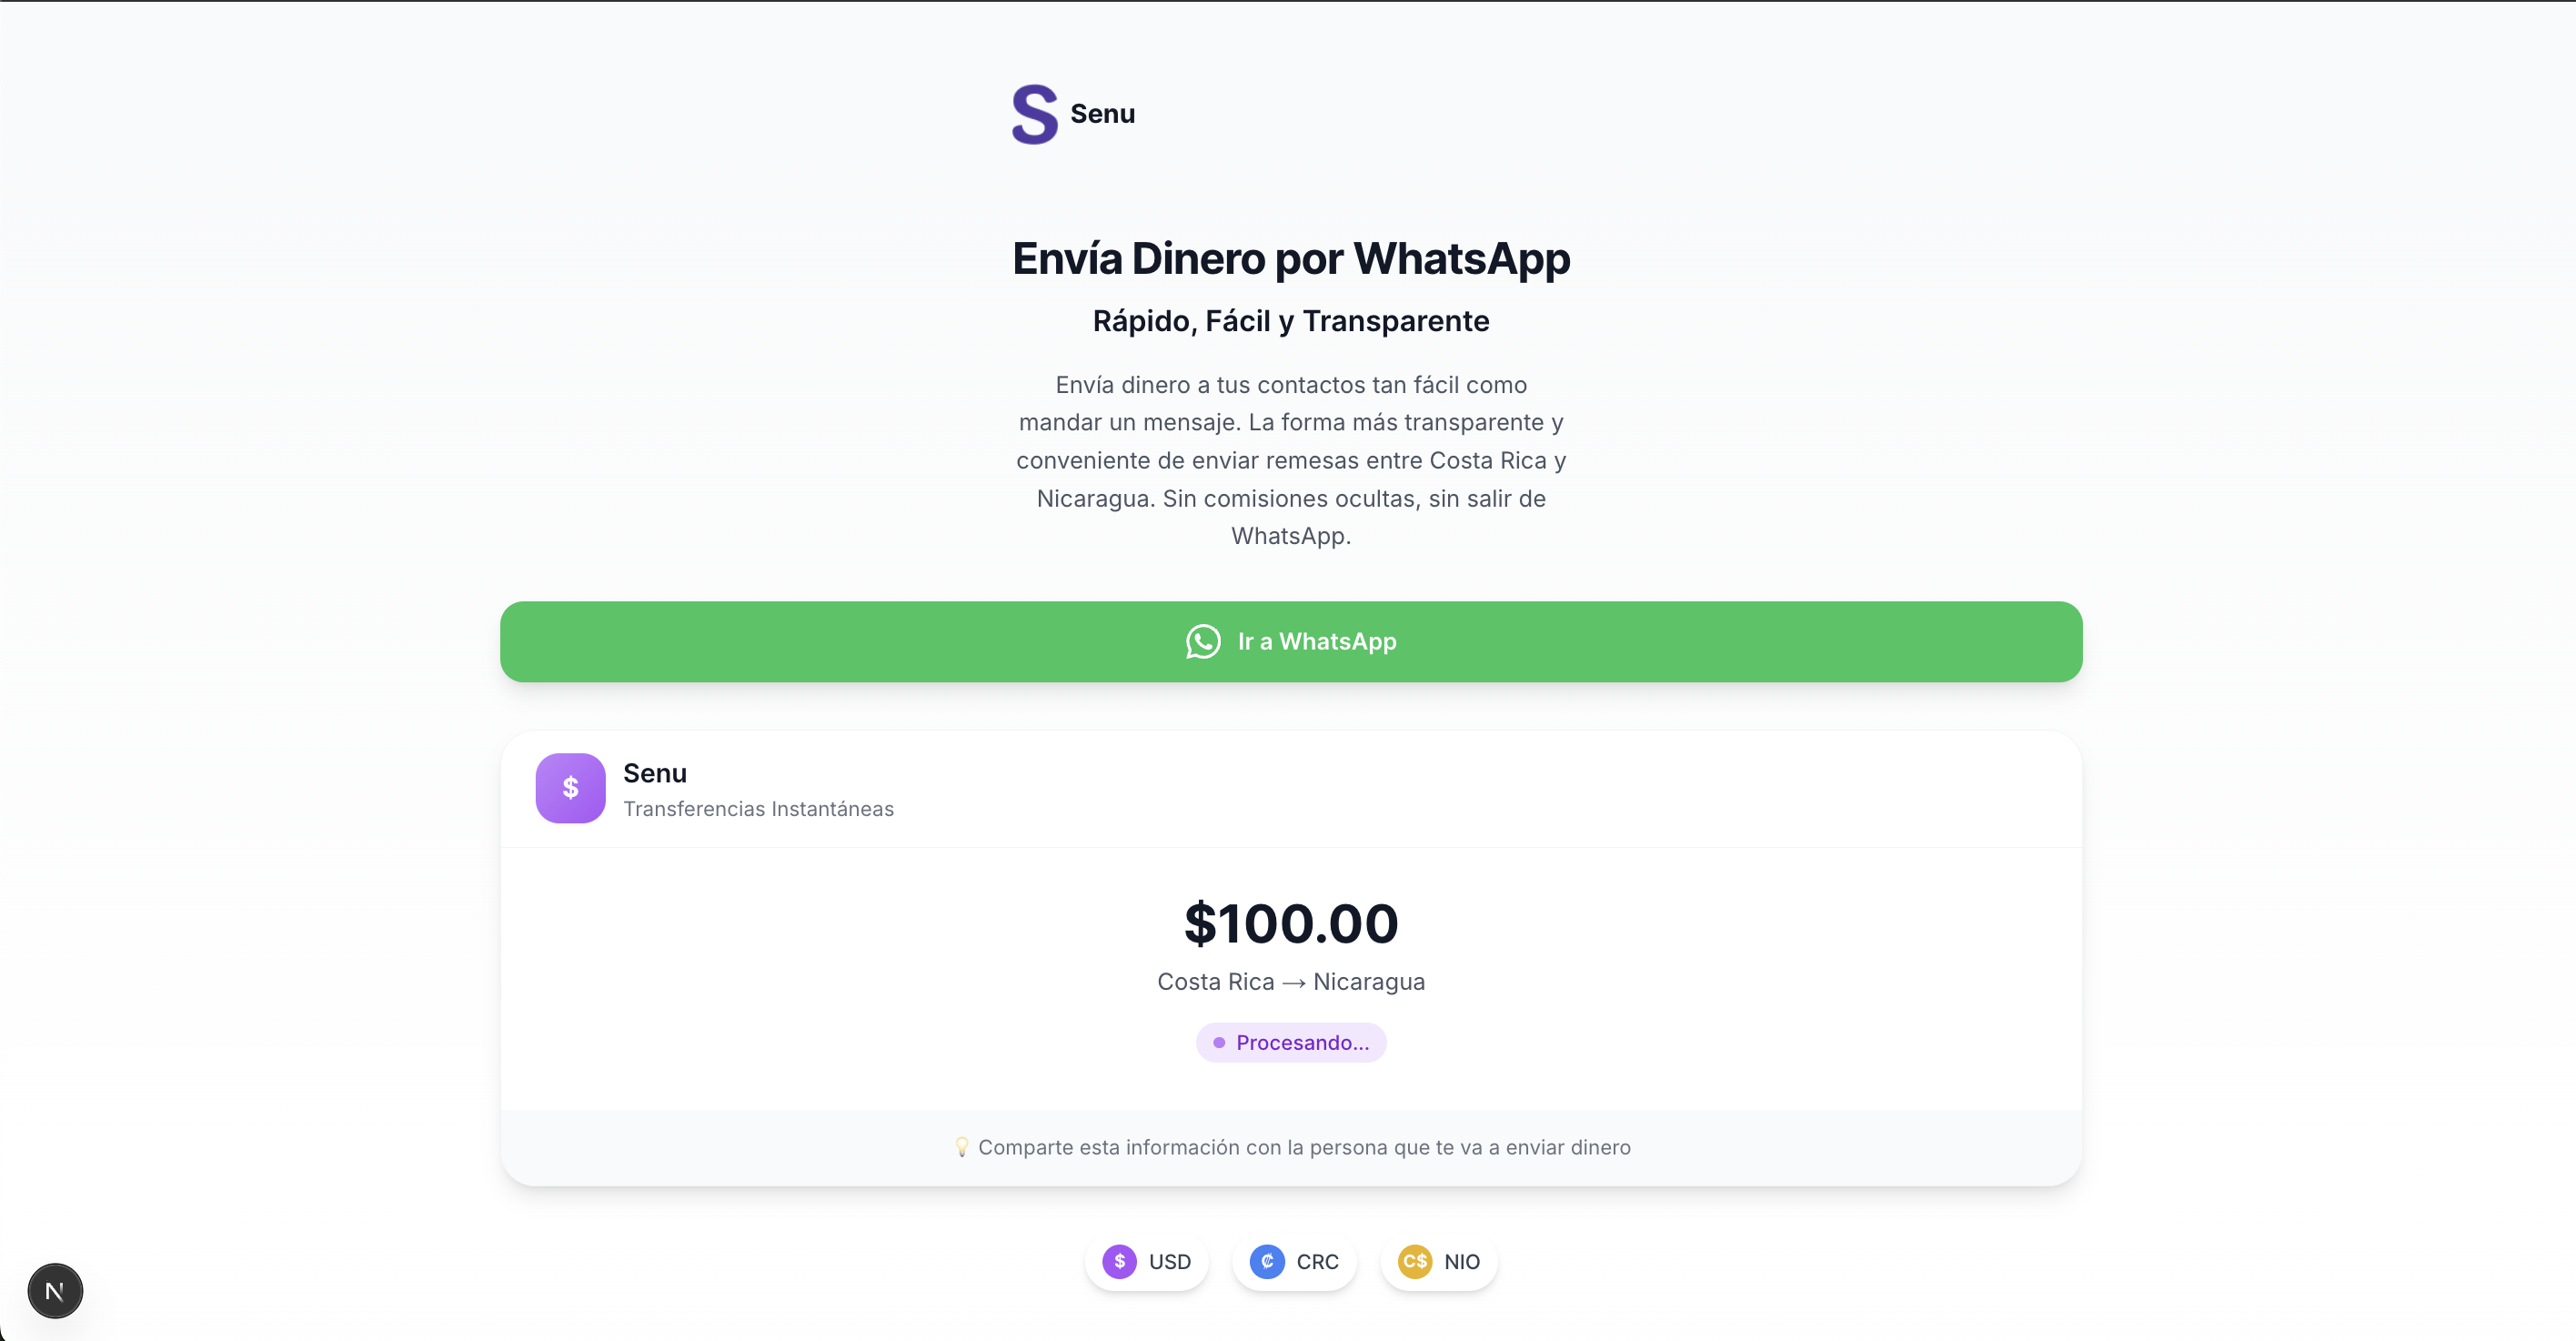 S Senu
Envía Dinero por WhatsApp
Rápido, Fácil y Transparente
Envía dinero a tus contactos tan fácil como
mandar un mensaje. La forma más transparente y
conveniente de enviar remesas entre Costa Rica y
Nicaragua. Sin comisiones ocultas, sin salir de
WhatsApp.
Ir a WhatsApp
$
Senu
Transferencias Instantáneas
$100.00
Costa Rica → Nicaragua
Procesando...
💡 Comparte esta información con la persona que te va a enviar dinero
$ USD ₡ CRC C$ NIO
N